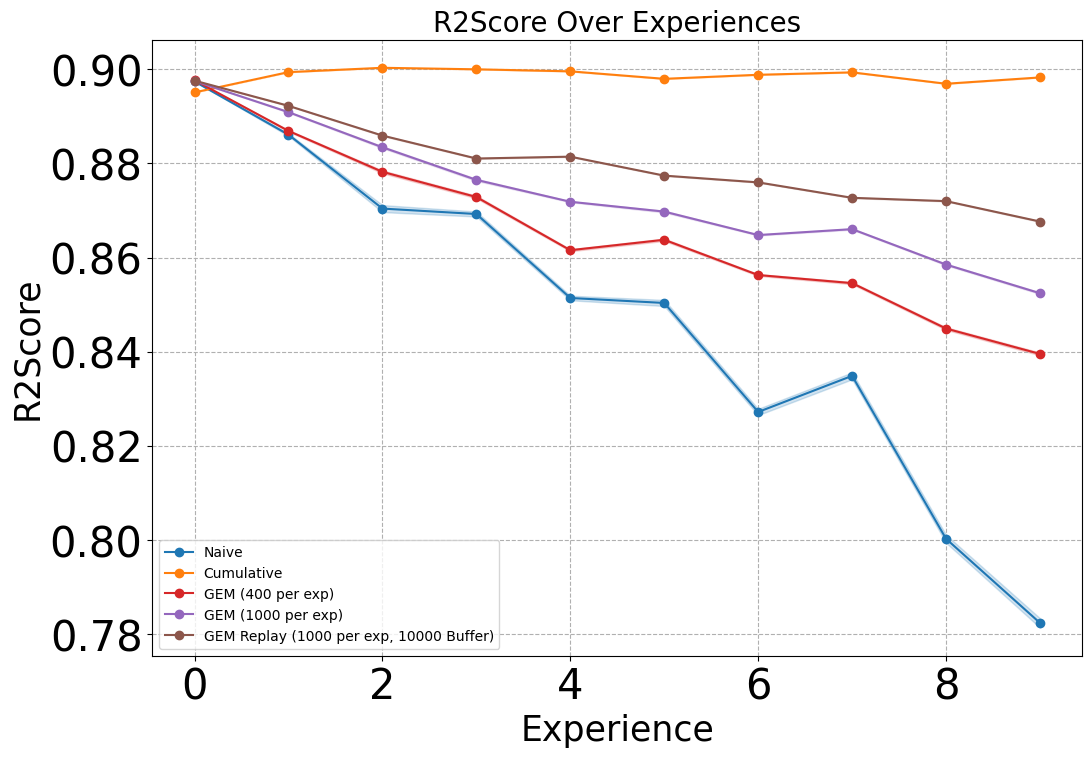 R2Score Over Experiences
R2Score
0.90
0.88
0.86
0.84
0.82
0.80
0.78
Naive
Cumulative
GEM (400 per exp)
GEM (1000 per exp)
GEM Replay (1000 per exp, 10000 Buffer)
0 2 4 6 8
Experience